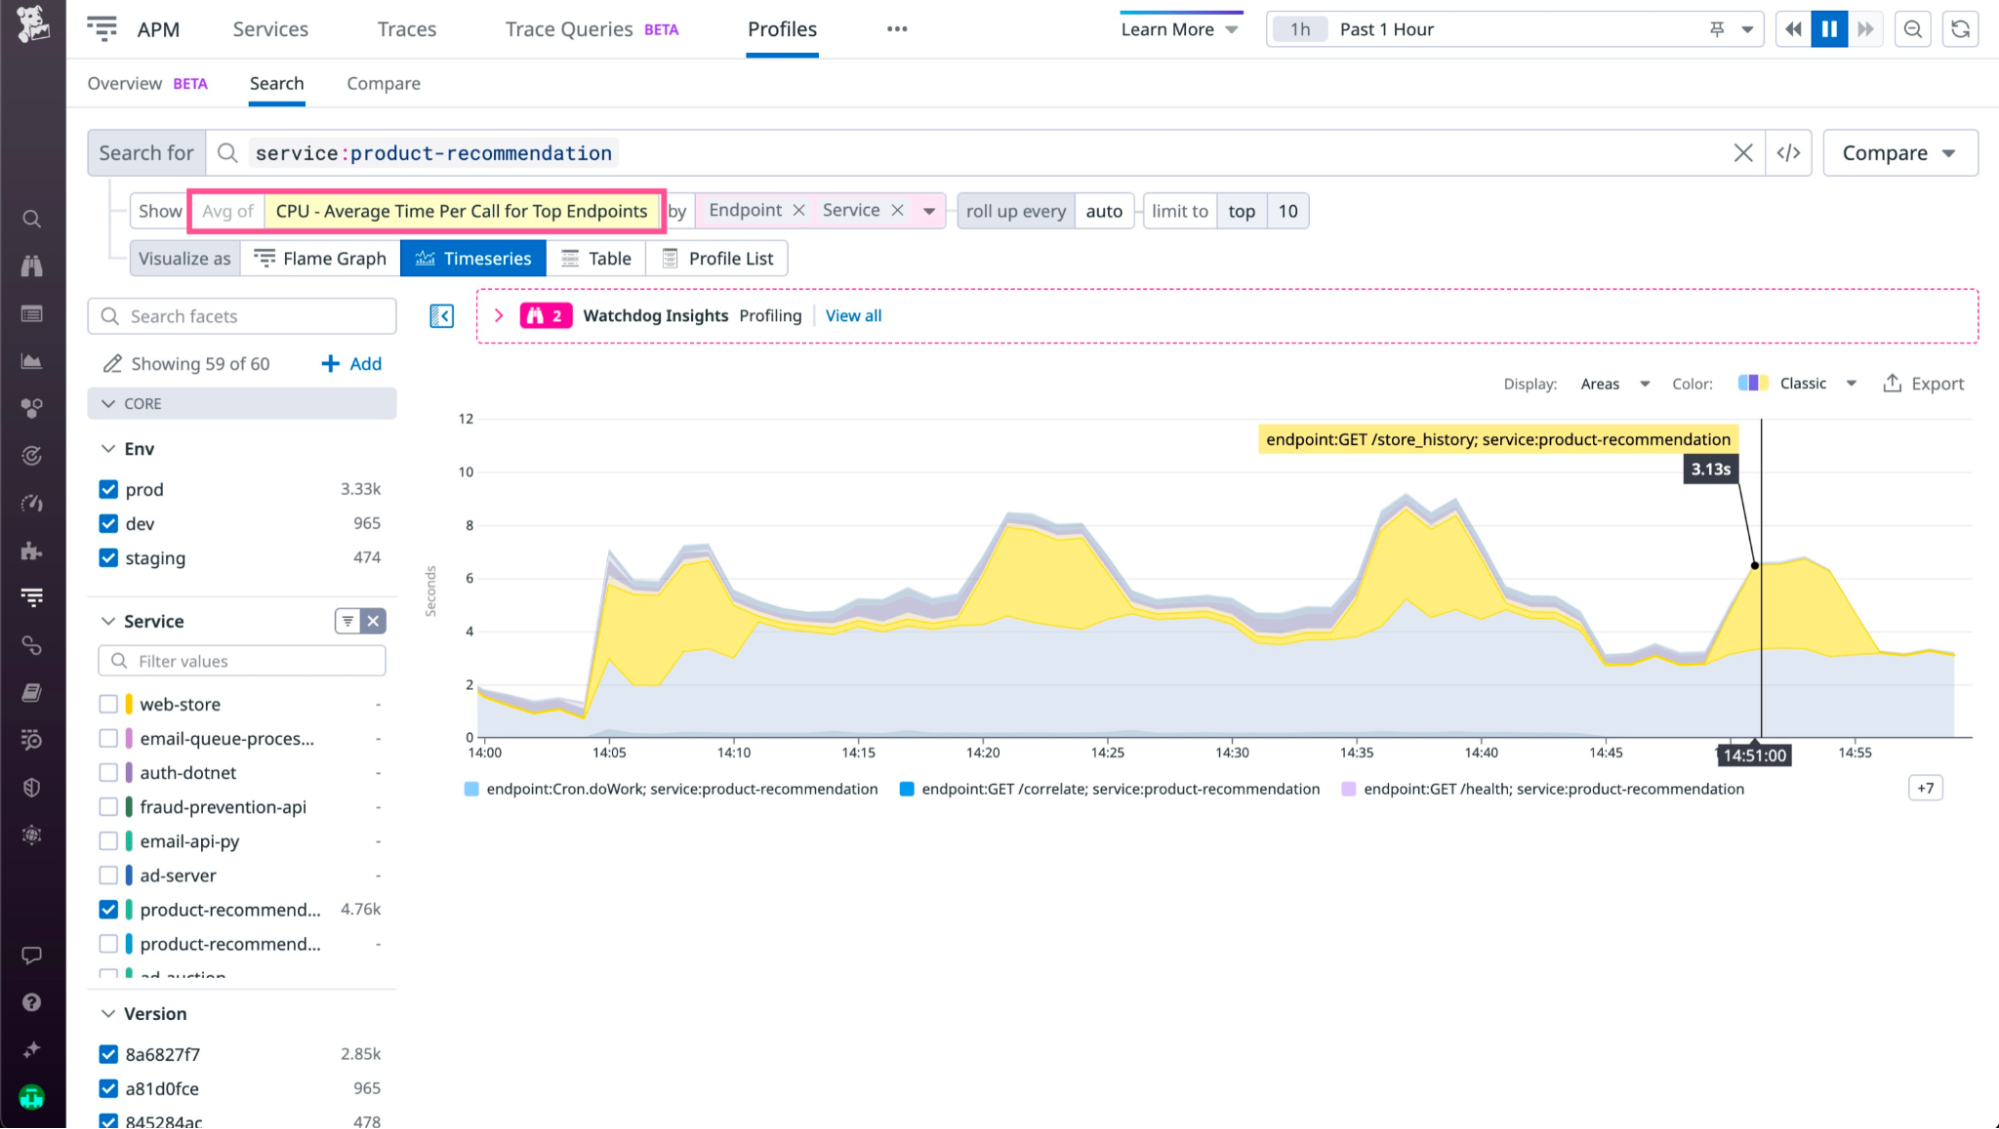 APM Services Traces Trace Queries BETA Profiles ••• Learn More 1h Past 1 Hour
Overview BETA Search Compare
Search for service:product-recommendation </> Compare
Show Avg of CPU - Average Time Per Call for Top Endpoints by Endpoint Service roll up every auto limit to top 10
Visualize as Flame Graph Timeseries Table Profile List
Search facets
2 Watchdog Insights Profiling View all
Showing 59 of 60 + Add
Display: Areas Color: Classic Export
CORE
Env
prod 3.33k
dev 965
staging 474
Service
Filter values
web-store -
email-queue-proces... -
auth-dotnet -
fraud-prevention-api -
email-api-py -
ad-server -
product-recommend... 4.76k
product-recommend... -
ad-auction
Version
8a6827f7 2.85k
a81d0fce 965
845284ac 478
Seconds
12
10
8
6
4
2
0
endpoint:GET /store_history; service:product-recommendation
3.13s
14:00 14:05 14:10 14:15 14:20 14:25 14:30 14:35 14:40 14:45 14:51:00 14:55
endpoint:Cron.doWork; service:product-recommendation endpoint:GET /correlate; service:product-recommendation endpoint:GET /health; service:product-recommendation +7